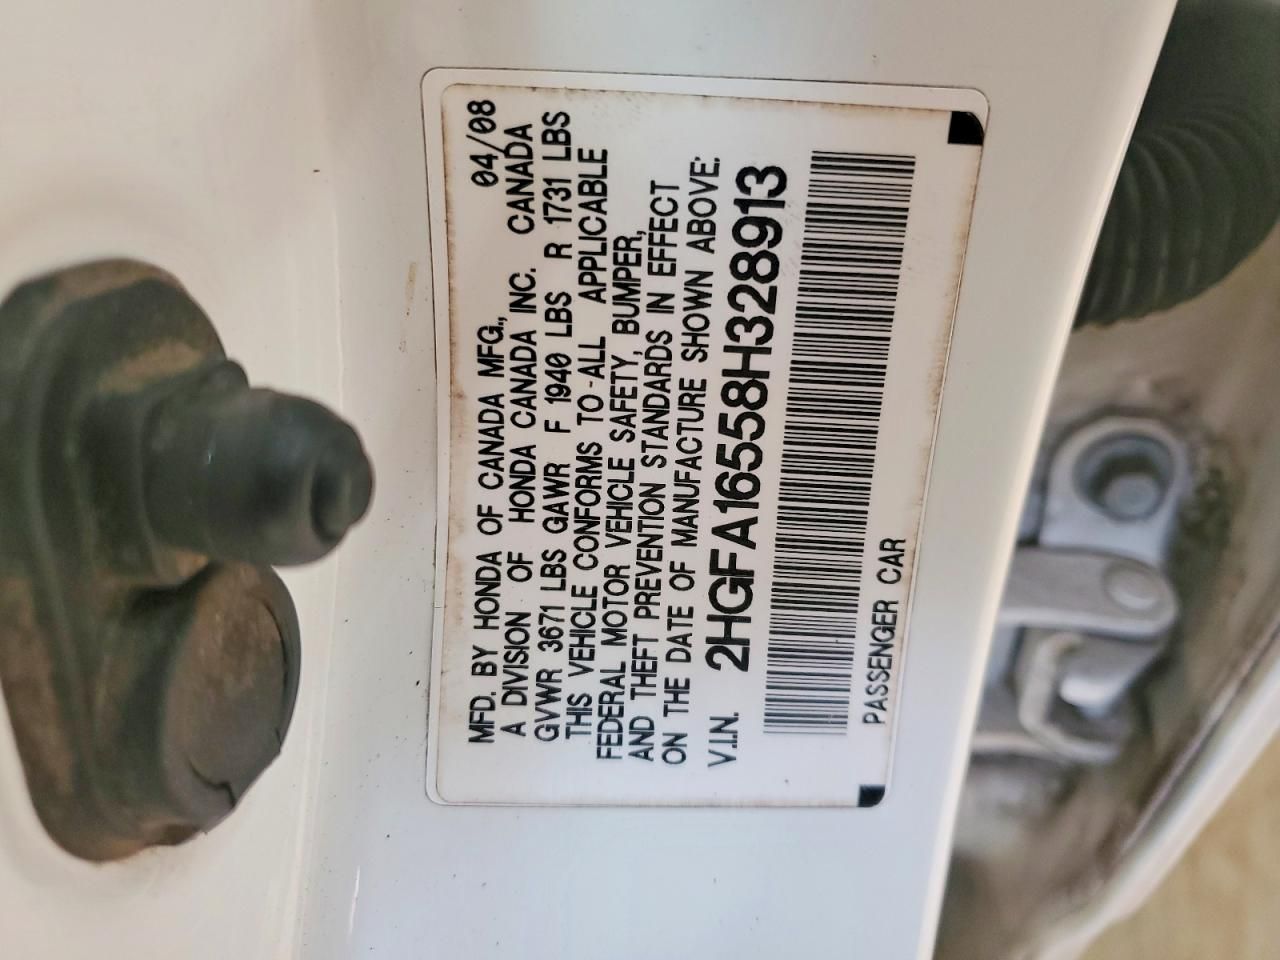 MFD. BY HONDA OF CANADA MFG., 04/08
A DIVISION OF HONDA CANADA INC. CANADA
GVWR 3671 LBS GAWR F 1940 LBS R 1731 LBS
THIS VEHICLE CONFORMS TO ALL APPLICABLE
FEDERAL MOTOR VEHICLE SAFETY, BUMPER,
AND THEFT PREVENTION STANDARDS IN EFFECT
ON THE DATE OF MANUFACTURE SHOWN ABOVE.
V.I.N. 2HGFA16558H328913
PASSENGER CAR